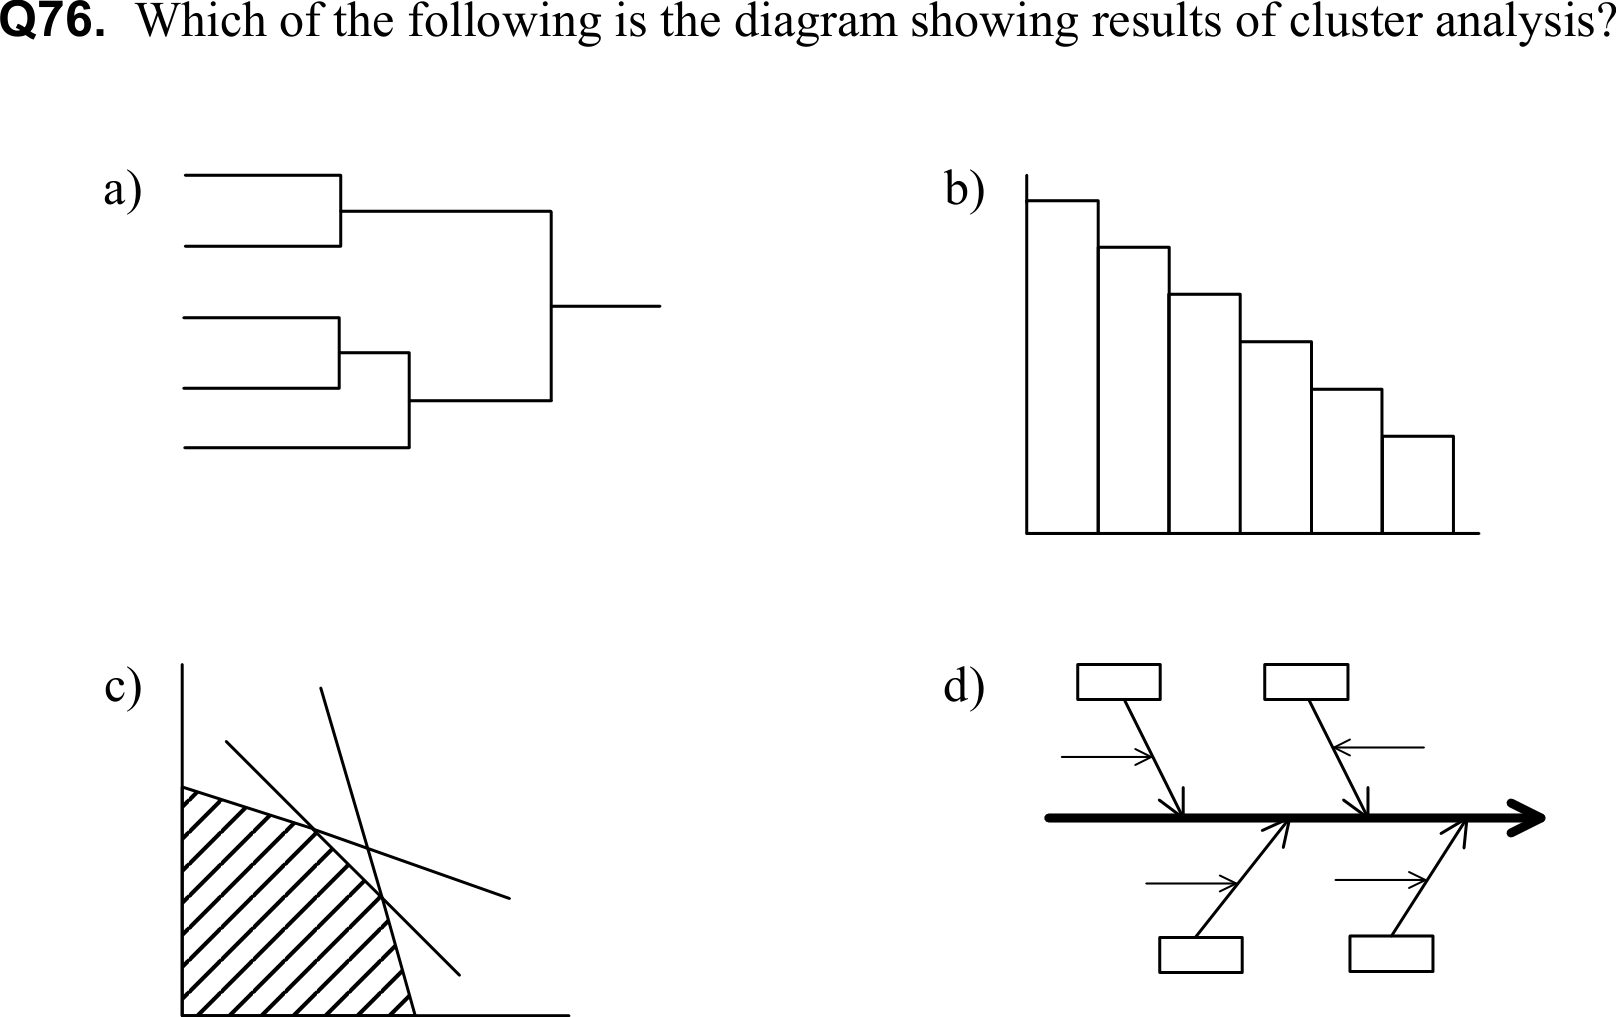 Q76. Which of the following is the diagram showing results of cluster analysis?
a)
b)
c)
d)